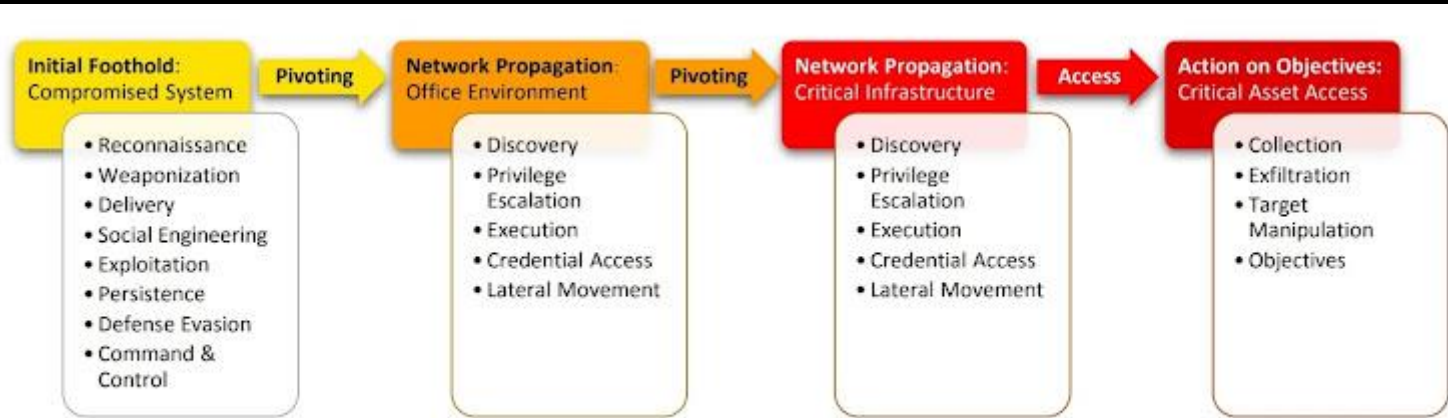 Initial Foothold:
Compromised System
• Reconnaissance
• Weaponization
• Delivery
• Social Engineering
• Exploitation
• Persistence
• Defense Evasion
• Command &
Control
Pivoting
Network Propagation:
Office Environment
• Discovery
• Privilege
Escalation
• Execution
• Credential Access
• Lateral Movement
Pivoting
Network Propagation:
Critical Infrastructure
• Discovery
• Privilege
Escalation
• Execution
• Credential Access
• Lateral Movement
Access
Action on Objectives:
Critical Asset Access
• Collection
• Exfiltration
• Target
Manipulation
• Objectives